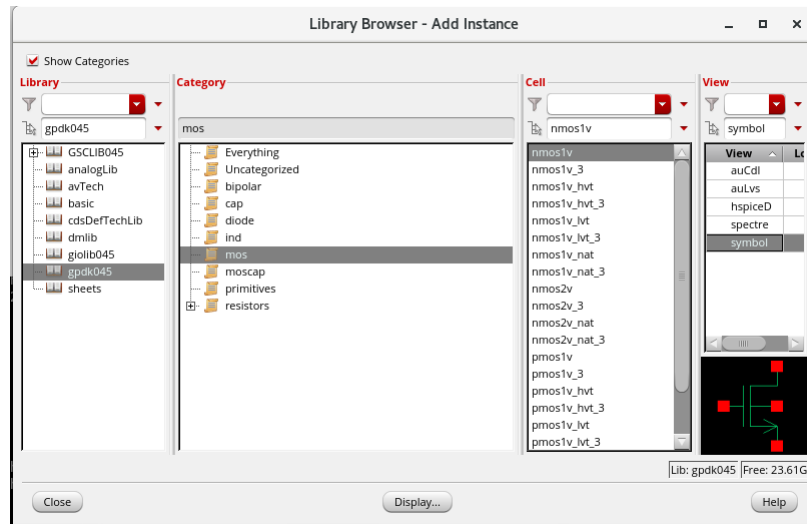 Library Browser - Add Instance
Show Categories
Library
gpdk045
GSCLIB045
analogLib
avTech
basic
cdsDefTechLib
dmlib
giolib045
gpdk045
sheets
Category
mos
Everything
Uncategorized
bipolar
cap
diode
ind
mos
moscap
primitives
resistors
Cell
nmos1v
nmos1v
nmos1v_3
nmos1v_hvt
nmos1v_hvt_3
nmos1v_lvt
nmos1v_lvt_3
nmos1v_nat
nmos1v_nat_3
nmos2v
nmos2v_3
nmos2v_nat
nmos2v_nat_3
pmos1v
pmos1v_3
pmos1v_hvt
pmos1v_hvt_3
pmos1v_lvt
pmos1v_lvt_3
View
symbol
View
auCdl
auLvs
hspiceD
spectre
symbol
Lib: gpdk045 Free: 23.61G
Close Display... Help